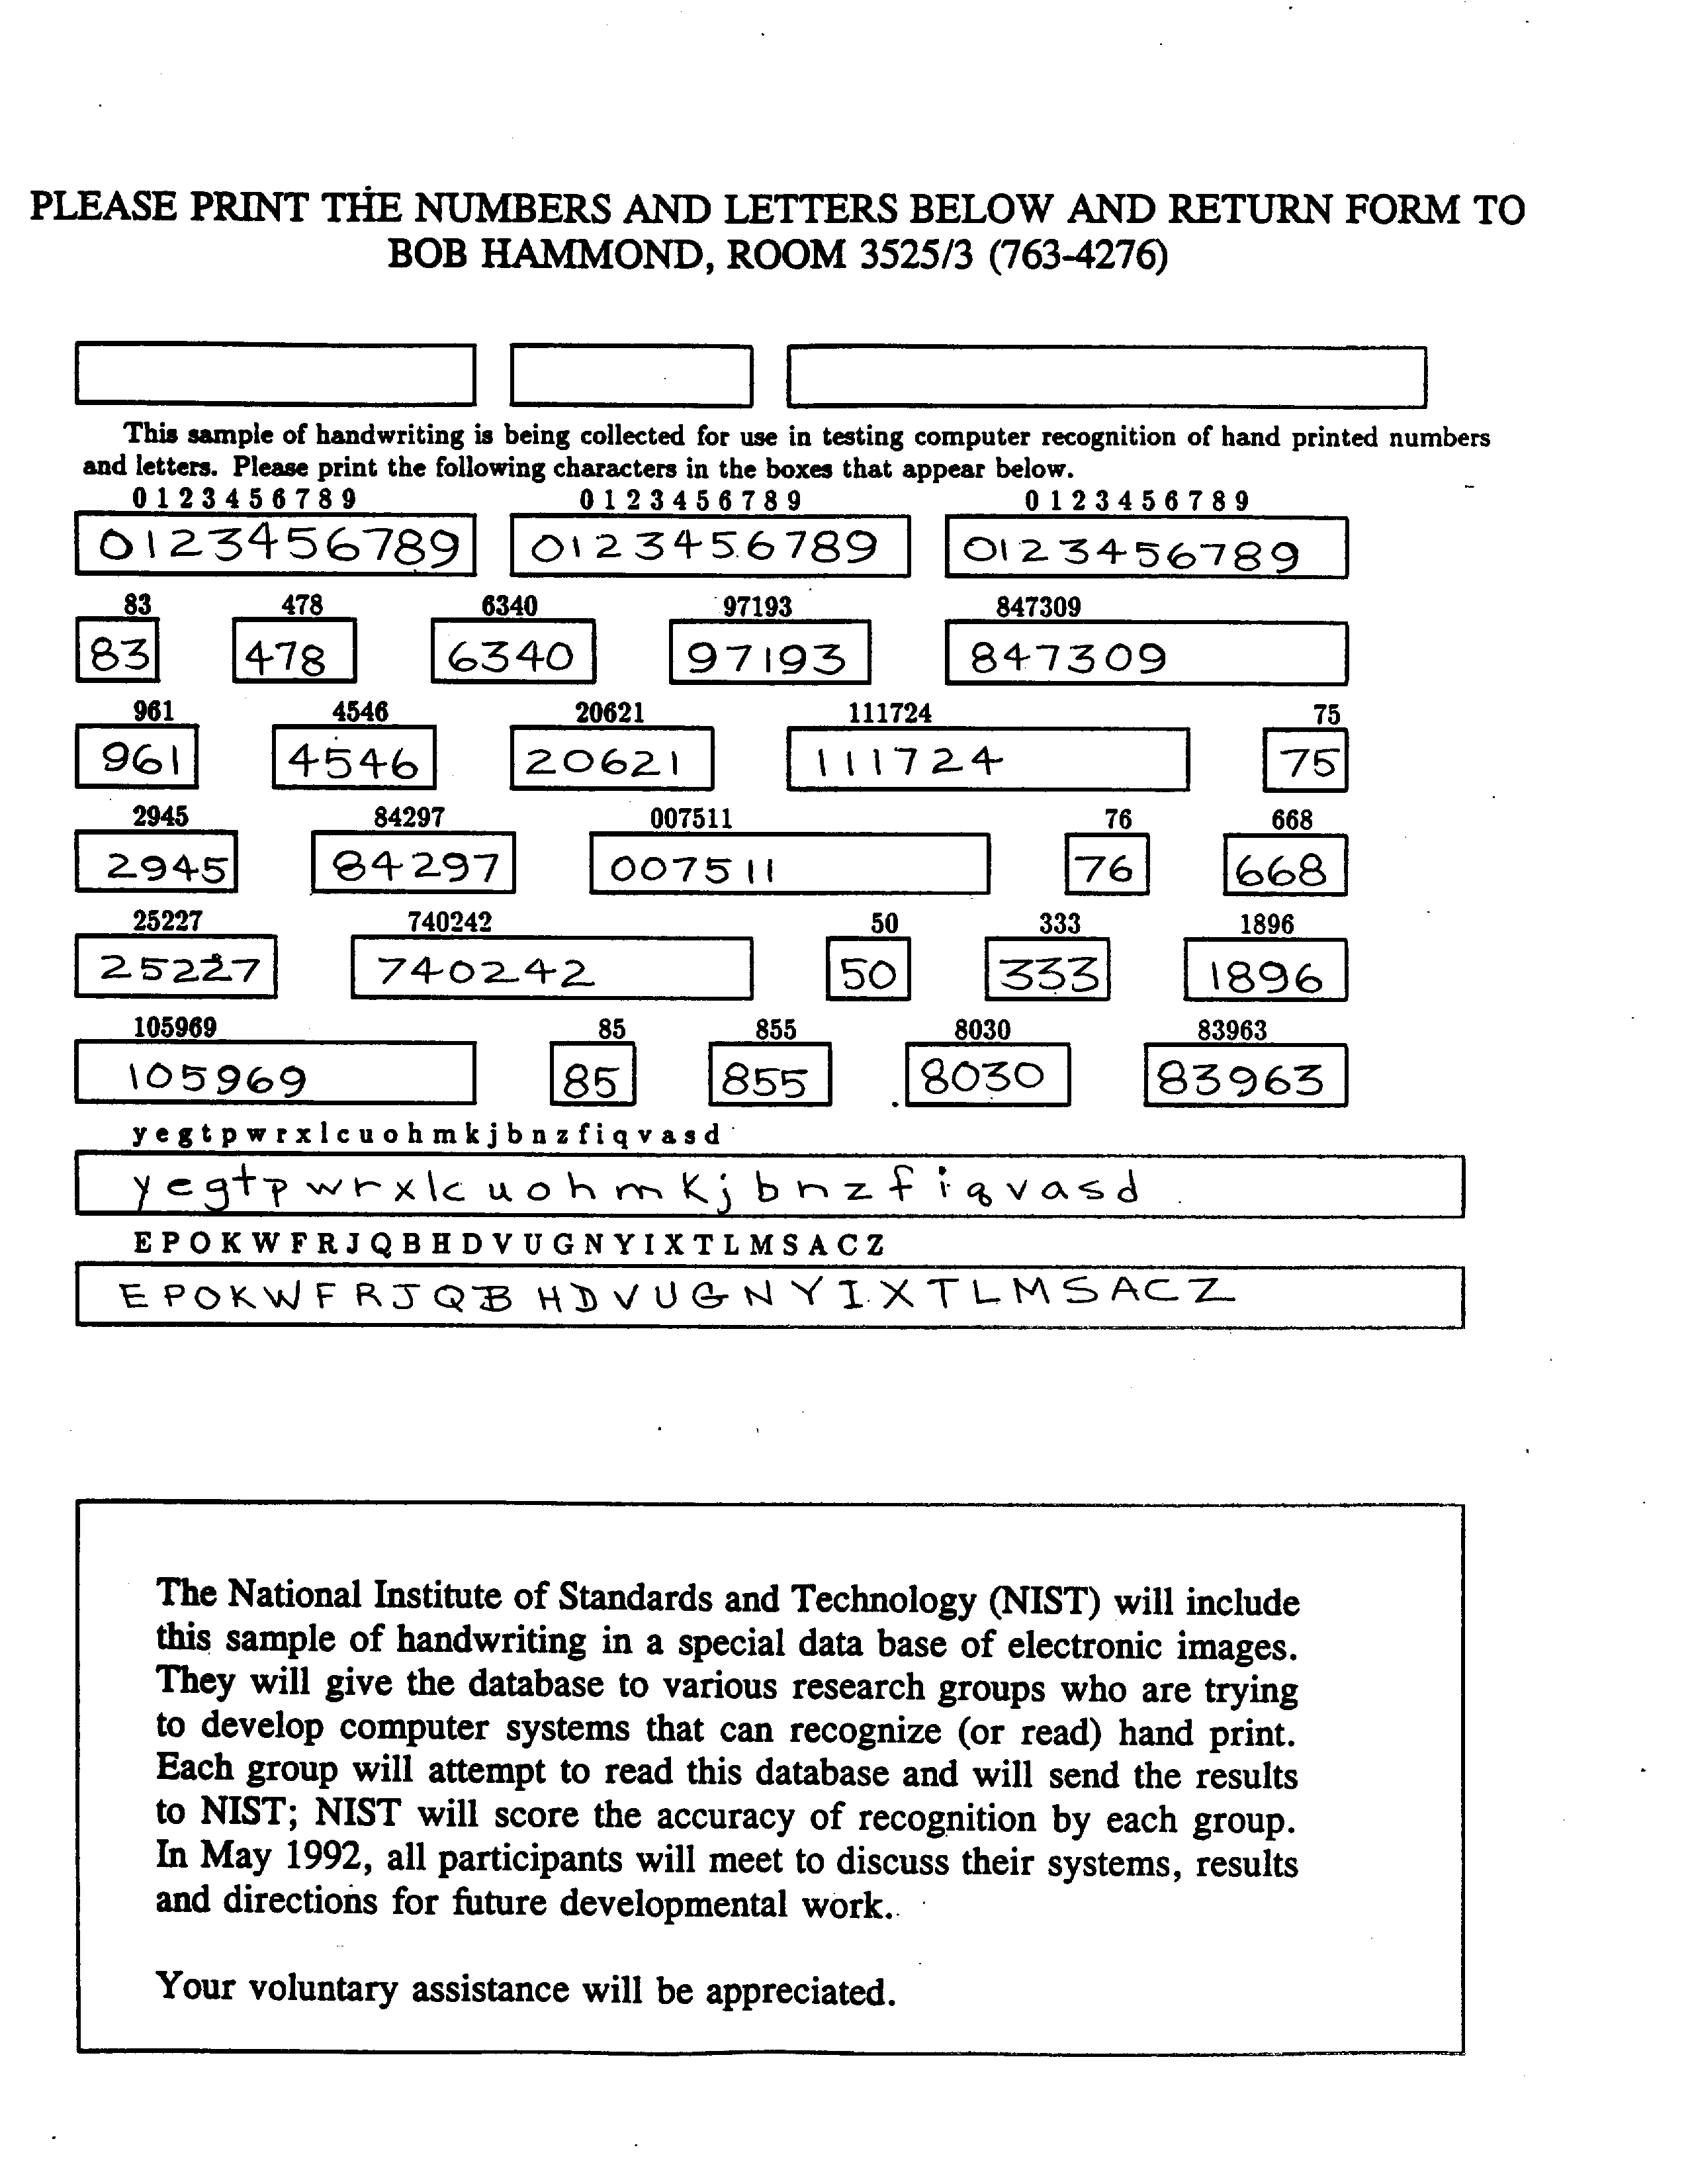 PLEASE PRINT THE NUMBERS AND LETTERS BELOW AND RETURN FORM TO
BOB HAMMOND, ROOM 3525/3 (763-4276)
This sample of handwriting is being collected for use in testing computer recognition of hand printed numbers
and letters. Please print the following characters in the boxes that appear below.
0 1 2 3 4 5 6 7 8 9 0 1 2 3 4 5 6 7 8 9 0 1 2 3 4 5 6 7 8 9
0123456789 0123456789 0123456789
83 478 6340 97193 847309
83 478 6340 97193 847309
961 4546 20621 111724 75
961 4546 20621 111724 75
2945 84297 007511 76 668
2945 84297 007511 76 668
25227 740242 50 333 1896
25227 740242 50 333 1896
105969 85 855 8030 83963
105969 85 855 8030 83963
y e g t p w r x l c u o h m k j b n z f i q v a s d
y e g t p w r x l c u o h m k j b n z f i q v a s d
E P O K W F R J Q B H D V U G N Y I X T L M S A C Z
E P O K W F R J Q B H D V U G N Y I X T L M S A C Z
The National Institute of Standards and Technology (NIST) will include
this sample of handwriting in a special data base of electronic images.
They will give the database to various research groups who are trying
to develop computer systems that can recognize (or read) hand print.
Each group will attempt to read this database and will send the results
to NIST; NIST will score the accuracy of recognition by each group.
In May 1992, all participants will meet to discuss their systems, results
and directions for future developmental work.
Your voluntary assistance will be appreciated.